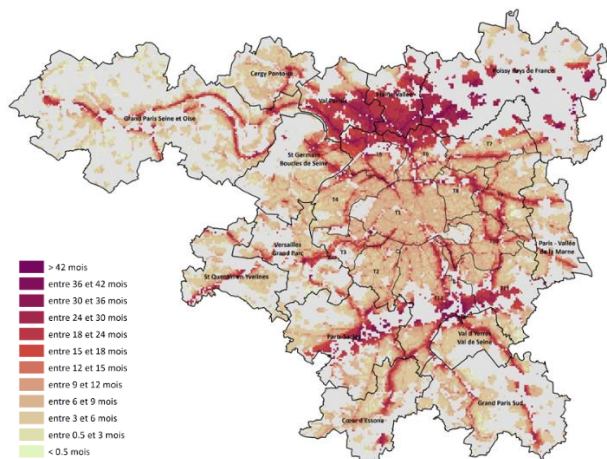 Cergy Pontoise
Roissy Pays de France
Val Parisis
Plaine Vallée
Grand Paris Seine et Oise
St Germain
Boucles de Seine
T5
T6
T7
T4
T8
T1
Versailles
Grand Parc
T3
T2
Paris - Vallée
de la Marne
St Quentin en Yvelines
T12
T11
Paris-Saclay
Val d'Yerres
Val de Seine
Grand Paris Sud
Cœur d'Essonne
> 42 mois
entre 36 et 42 mois
entre 30 et 36 mois
entre 24 et 30 mois
entre 18 et 24 mois
entre 15 et 18 mois
entre 12 et 15 mois
entre 9 et 12 mois
entre 6 et 9 mois
entre 3 et 6 mois
entre 0.5 et 3 mois
< 0.5 mois